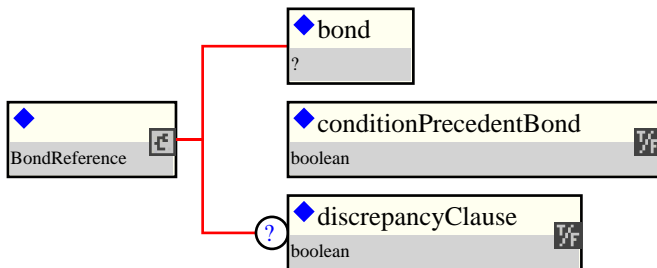 bond
?
BondReference
conditionPrecedentBond
T/F
boolean
?
discrepancyClause
T/F
boolean